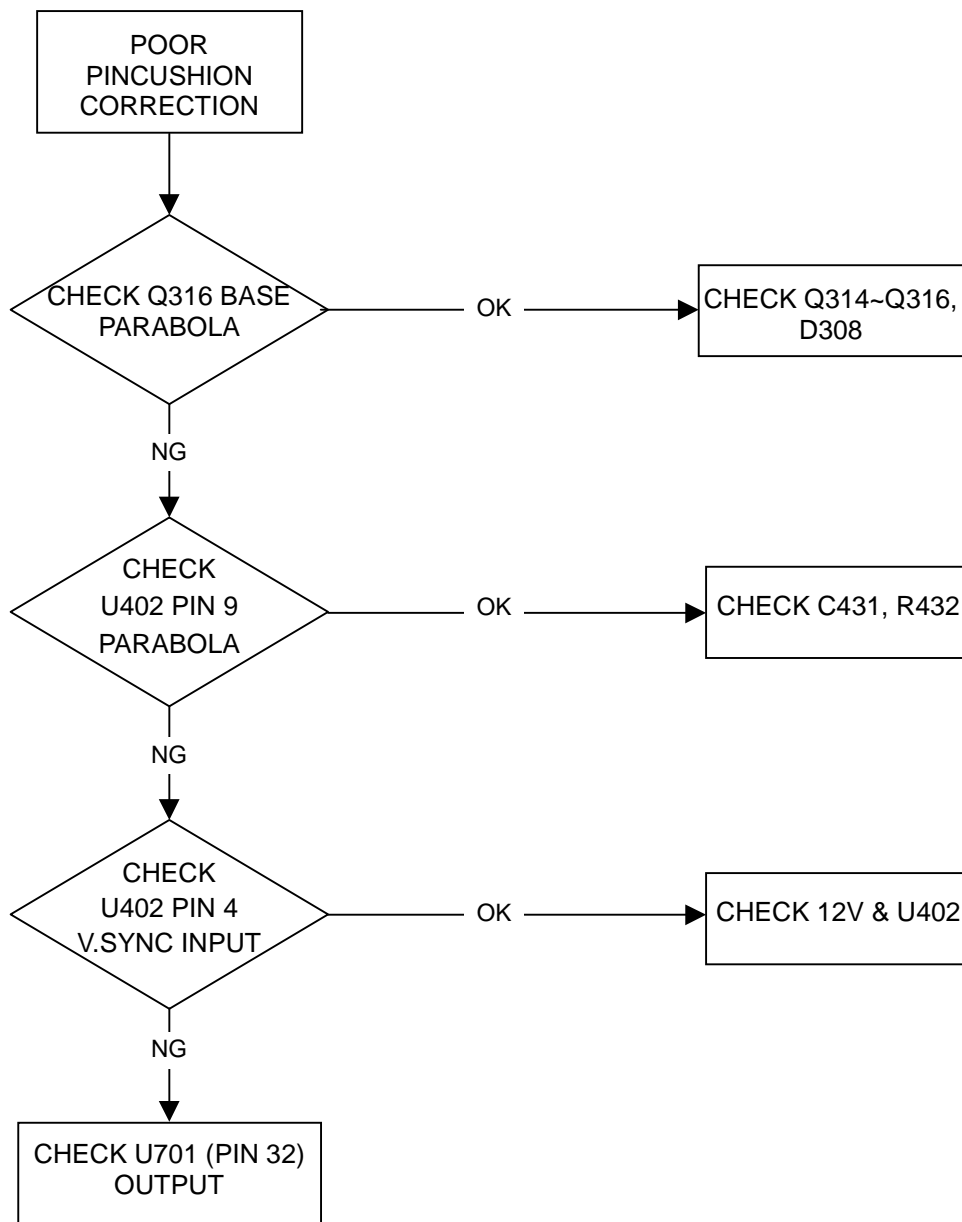 POOR
PINCUSHION
CORRECTION
CHECK Q316 BASE
PARABOLA
OK
CHECK Q314~Q316,
D308
NG
CHECK
U402 PIN 9
PARABOLA
OK
CHECK C431, R432
NG
CHECK
U402 PIN 4
V.SYNC INPUT
OK
CHECK 12V & U402
NG
CHECK U701 (PIN 32)
OUTPUT